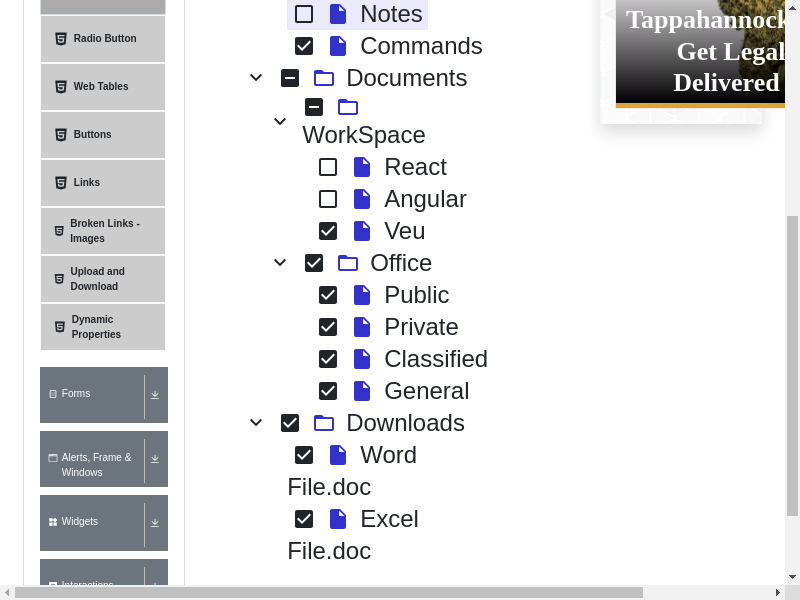 Radio Button
Web Tables
Buttons
Links
Broken Links -
Images
Upload and
Download
Dynamic
Properties
Forms
Alerts, Frame &
Windows
Widgets
Interactions
Notes
Commands
Documents
WorkSpace
React
Angular
Veu
Office
Public
Private
Classified
General
Downloads
Word
File.doc
Excel
File.doc
Tappahannock
Get Legal
Delivered